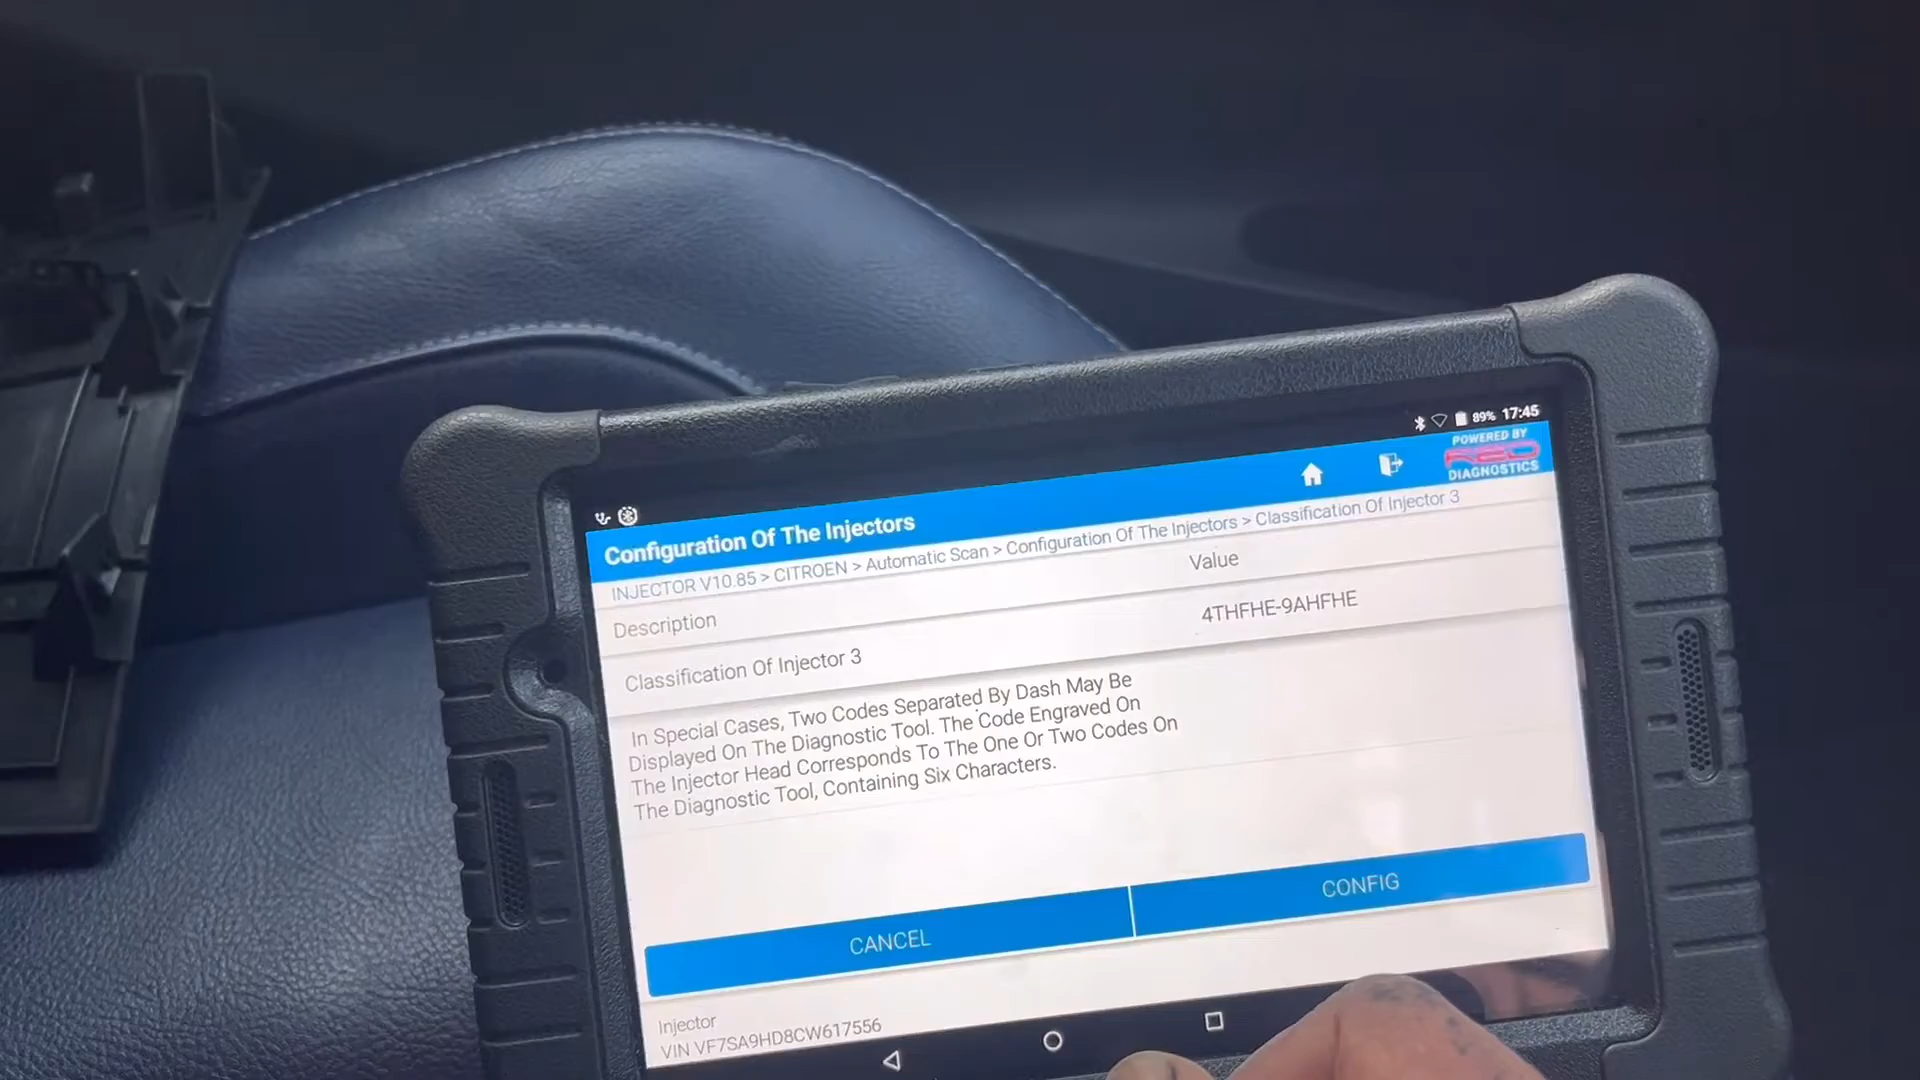 89% 17:45
POWERED BY
RED
DIAGNOSTICS
Configuration Of The Injectors
INJECTOR V10.85 > CITROEN > Automatic Scan > Configuration Of The Injectors > Classification Of Injector 3
Description Value
Classification Of Injector 3 4THFHE-9AHFHE
In Special Cases, Two Codes Separated By Dash May Be
Displayed On The Diagnostic Tool. The Code Engraved On
The Injector Head Corresponds To The One Or Two Codes On
The Diagnostic Tool, Containing Six Characters.
CANCEL CONFIG
Injector
VIN VF7SA9HD8CW617556